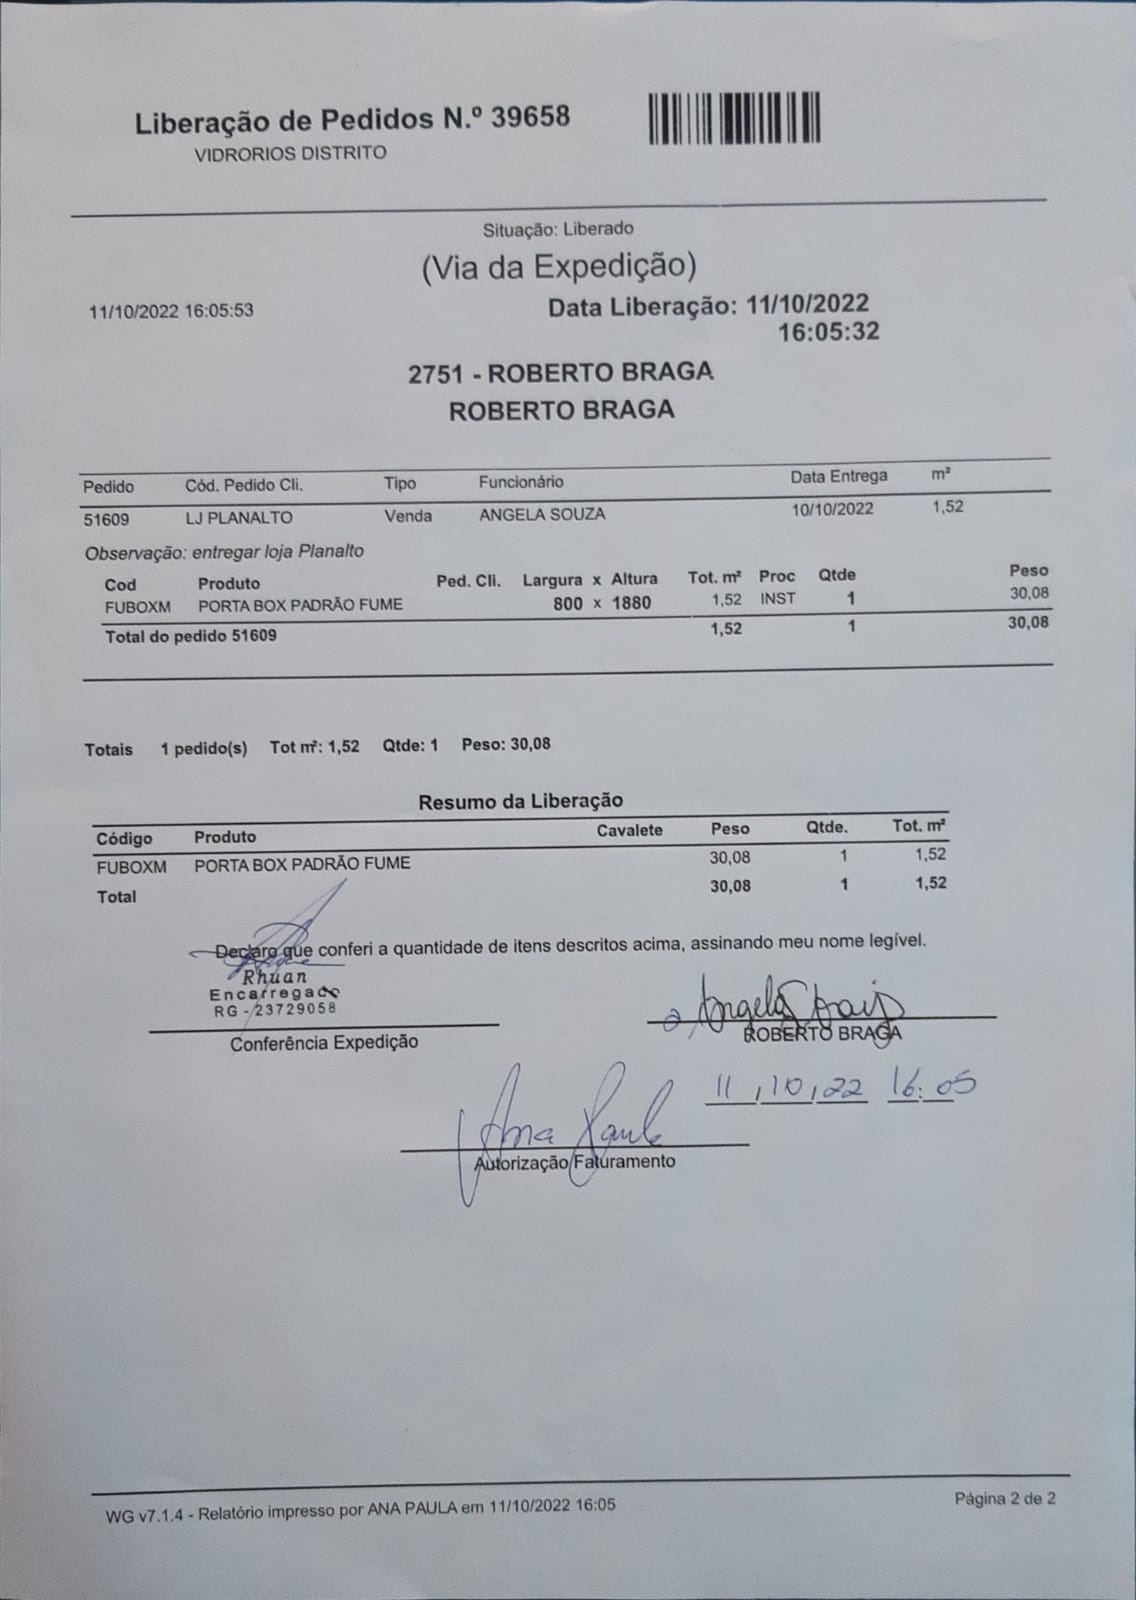 Liberação de Pedidos N.º 39658
VIDRORIOS DISTRITO
Situação: Liberado
(Via da Expedição)
11/10/2022 16:05:53 Data Liberação: 11/10/2022
16:05:32
2751 - ROBERTO BRAGA
ROBERTO BRAGA
Pedido Cód. Pedido Cli. Tipo Funcionário Data Entrega m²
51609 LJ PLANALTO Venda ANGELA SOUZA 10/10/2022 1,52
Observação: entregar loja Planalto
Cod Produto Ped. Cli. Largura x Altura Tot. m² Proc Qtde Peso
FUBOXM PORTA BOX PADRÃO FUME 800 x 1880 1,52 INST 1 30,08
Total do pedido 51609 1,52 1 30,08
Totais 1 pedido(s) Tot m²: 1,52 Qtde: 1 Peso: 30,08
Resumo da Liberação
Código Produto Cavalete Peso Qtde. Tot. m²
FUBOXM PORTA BOX PADRÃO FUME 30,08 1 1,52
Total 30,08 1 1,52
Declaro que conferi a quantidade de itens descritos acima, assinando meu nome legível.
Rhuan
Encarregado
RG - 23729058
Angela
Conferência Expedição ROBERTO BRAGA
11/10/22 16:05
Ana Paula
Autorização Faturamento
WG v7.1.4 - Relatório impresso por ANA PAULA em 11/10/2022 16:05 Página 2 de 2